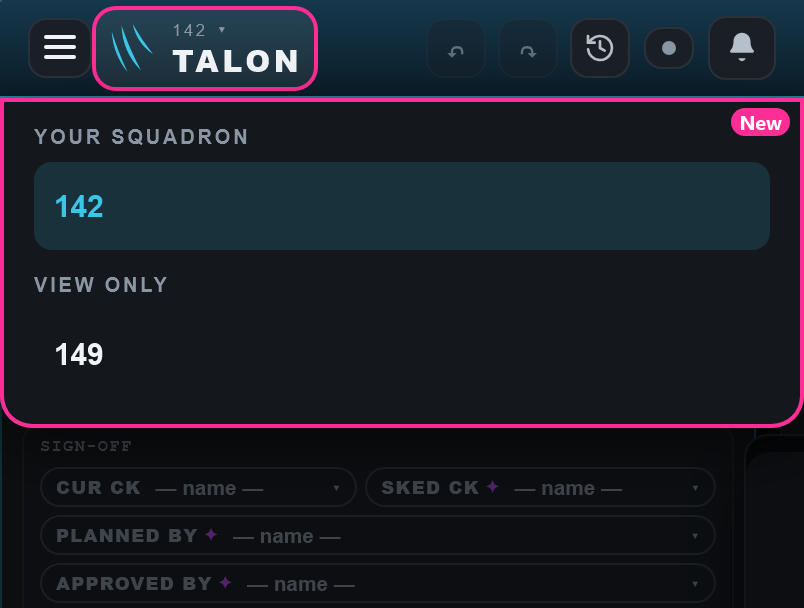 142 ▾
TALON
New
YOUR SQUADRON
142
VIEW ONLY
149
SIGN-OFF
CUR CK — name — ▾
SKED CK ✦ — name — ▾
PLANNED BY ✦ — name — ▾
APPROVED BY ✦ — name — ▾